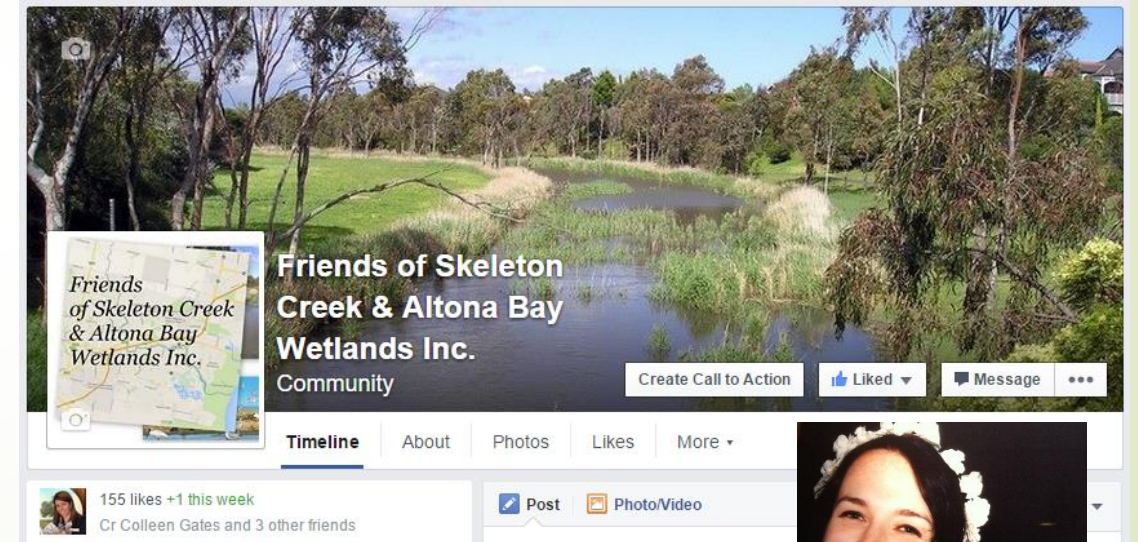 Friends
of Skeleton Creek
& Altona Bay
Wetlands Inc.
Friends of Skeleton
Creek & Altona Bay
Wetlands Inc.
Community
Create Call to Action
Liked
Message
Timeline
About
Photos
Likes
More
155 likes +1 this week
Cr Colleen Gates and 3 other friends
Post
Photo/Video